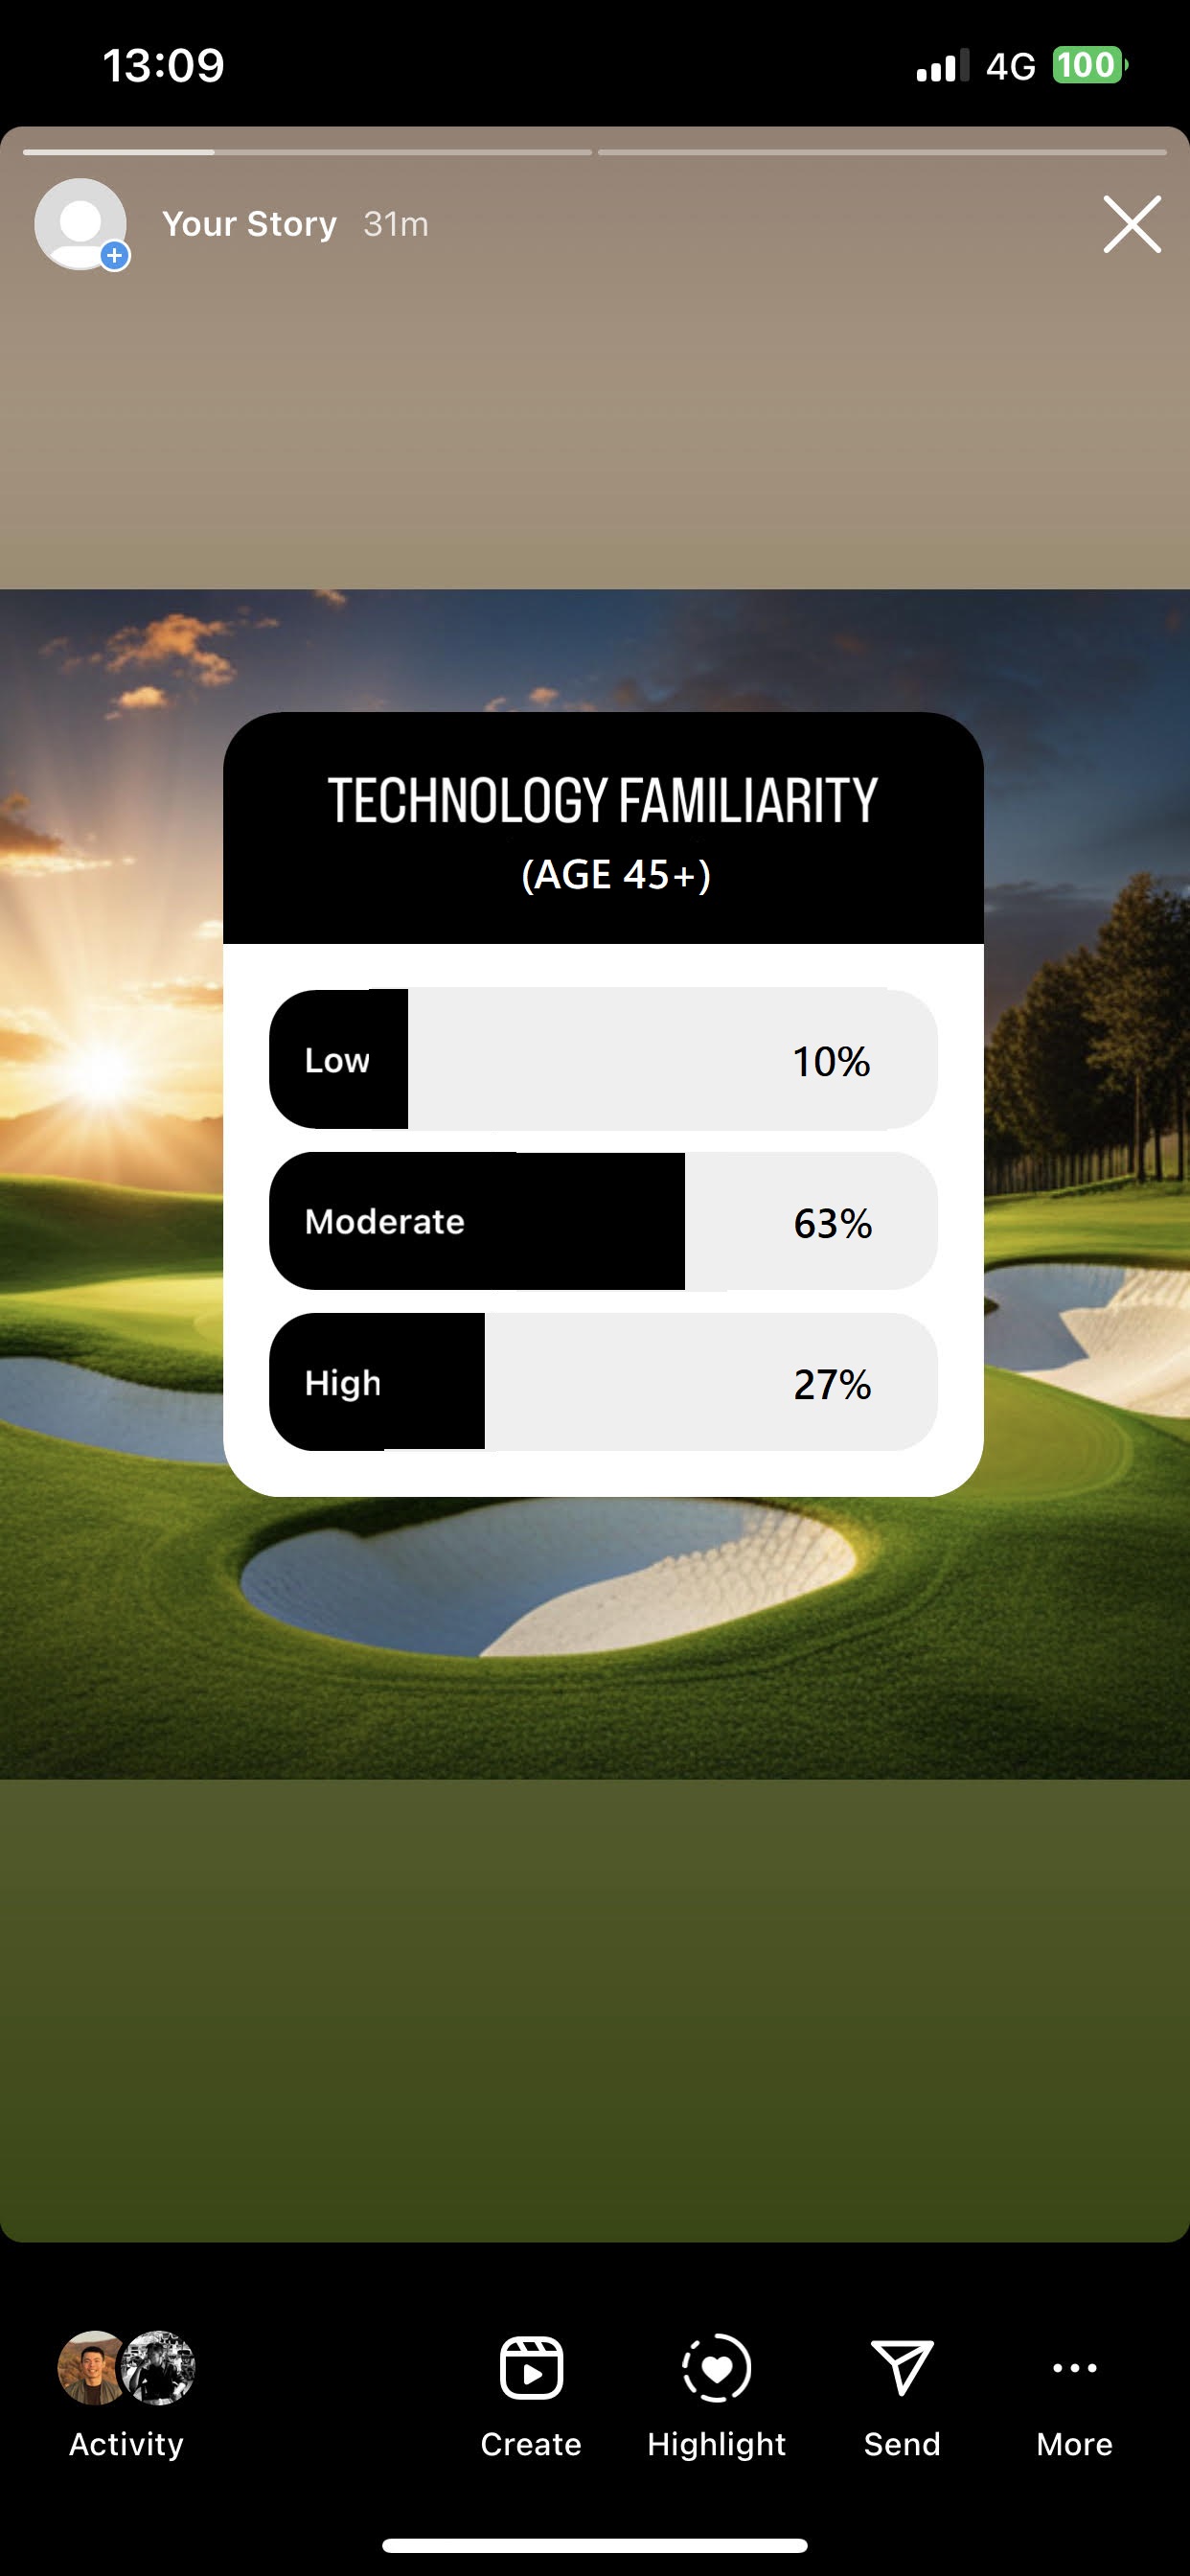 13:09 4G 100
Your Story 31m
TECHNOLOGY FAMILIARITY
(AGE 45+)
Low 10%
Moderate 63%
High 27%
Activity Create Highlight Send More